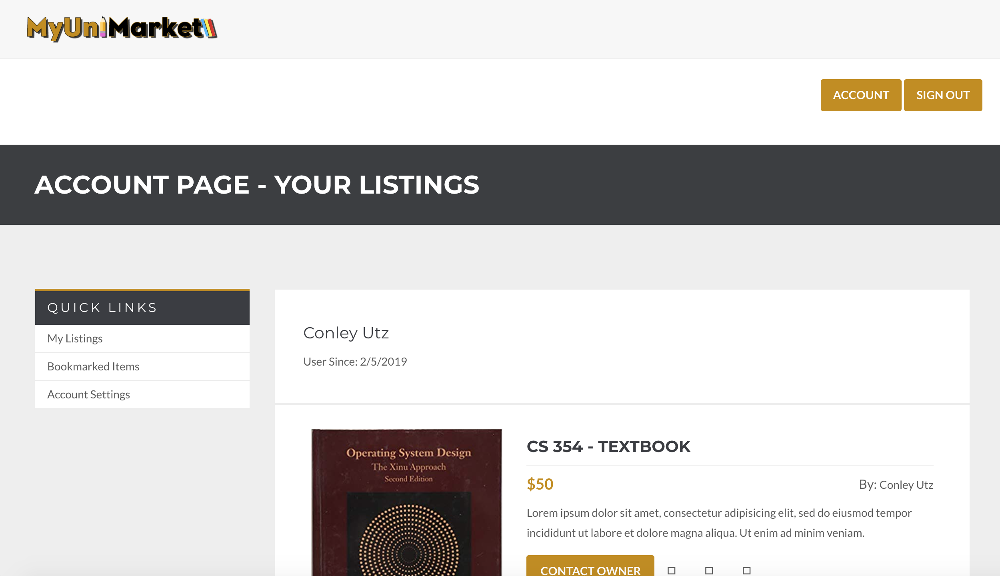 MyUniMarket
ACCOUNT SIGN OUT
ACCOUNT PAGE - YOUR LISTINGS
QUICK LINKS
My Listings
Bookmarked Items
Account Settings
Conley Utz
User Since: 2/5/2019
Operating System Design
The Xinu Approach
Second Edition
CS 354 - TEXTBOOK
$50
By: Conley Utz
Lorem ipsum dolor sit amet, consectetur adipisicing elit, sed do eiusmod tempor
incididunt ut labore et dolore magna aliqua. Ut enim ad minim veniam.
CONTACT OWNER